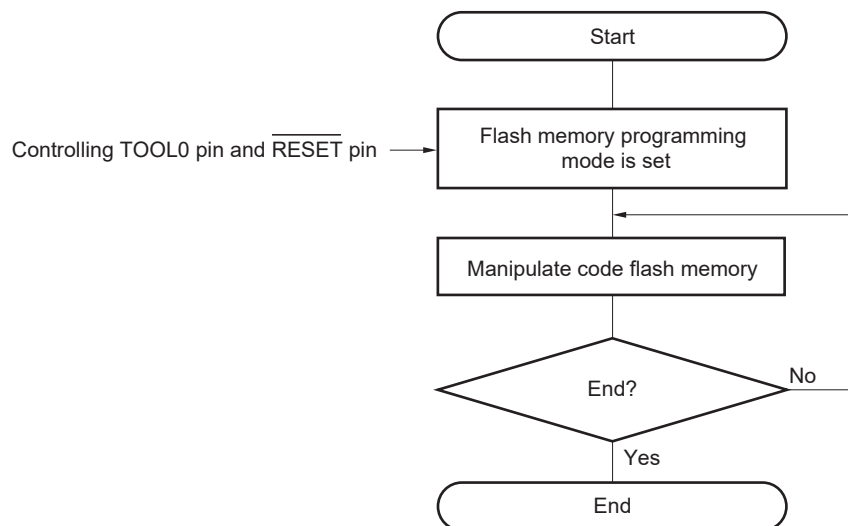 Start
Controlling TOOL0 pin and RESET pin
Flash memory programming
mode is set
Manipulate code flash memory
End?
No
Yes
End